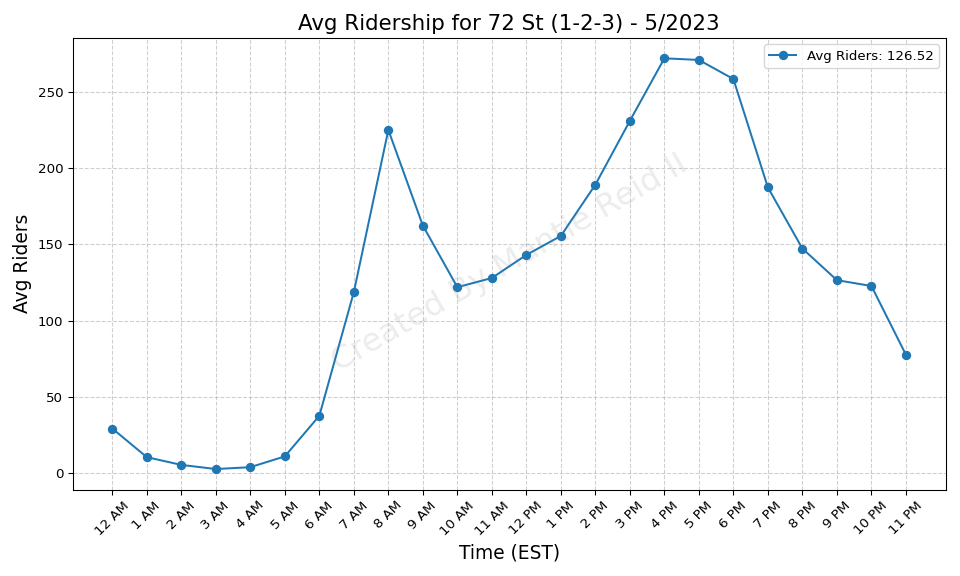 Avg Ridership for 72 St (1-2-3) - 5/2023
Avg Riders: 126.52
Avg Riders
250
200
150
100
50
0
Created By Mantie Reid II
12 AM
1 AM
2 AM
3 AM
4 AM
5 AM
6 AM
7 AM
8 AM
9 AM
10 AM
11 AM
12 PM
1 PM
2 PM
3 PM
4 PM
5 PM
6 PM
7 PM
8 PM
9 PM
10 PM
11 PM
Time (EST)